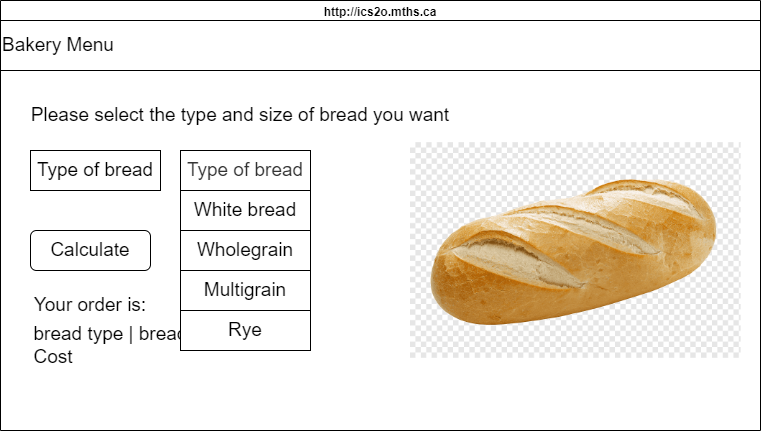 http://ics2o.mths.ca
Bakery Menu
Please select the type and size of bread you want
Type of bread
Type of bread
White bread
Calculate
Wholegrain
Multigrain
Your order is:
bread type | bread
Rye
Cost